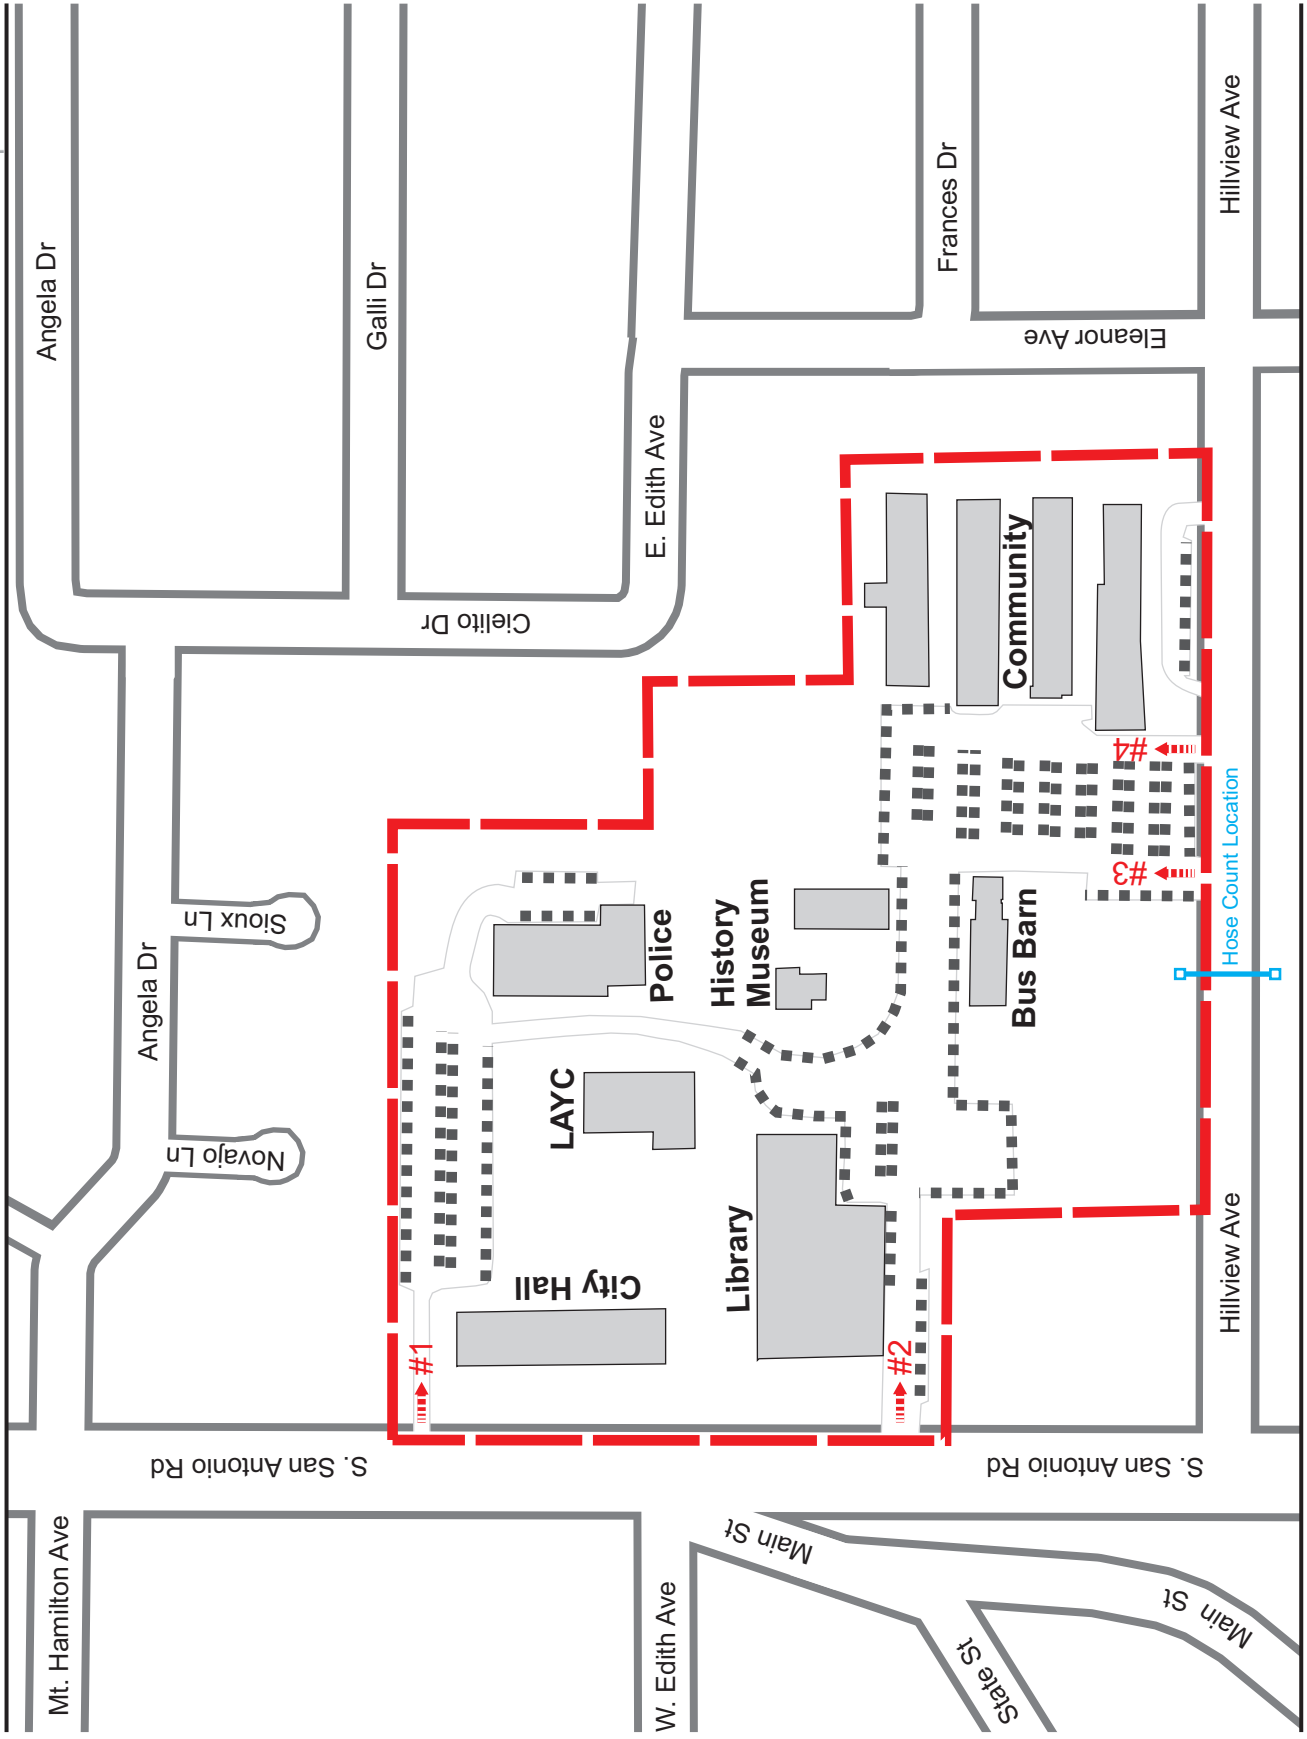 Angela Dr
Galli Dr
E. Edith Ave
Frances Dr
Hillview Ave
Eleanor Ave
Cielito Dr
Angela Dr
Sioux Ln
Novajo Ln
Community
Police
History
Museum
Bus Barn
LAYC
Library
City Hall
#1
#2
#3
#4
Hose Count Location
Hillview Ave
S. San Antonio Rd
S. San Antonio Rd
Mt. Hamilton Ave
W. Edith Ave
Main St
Main St
State St